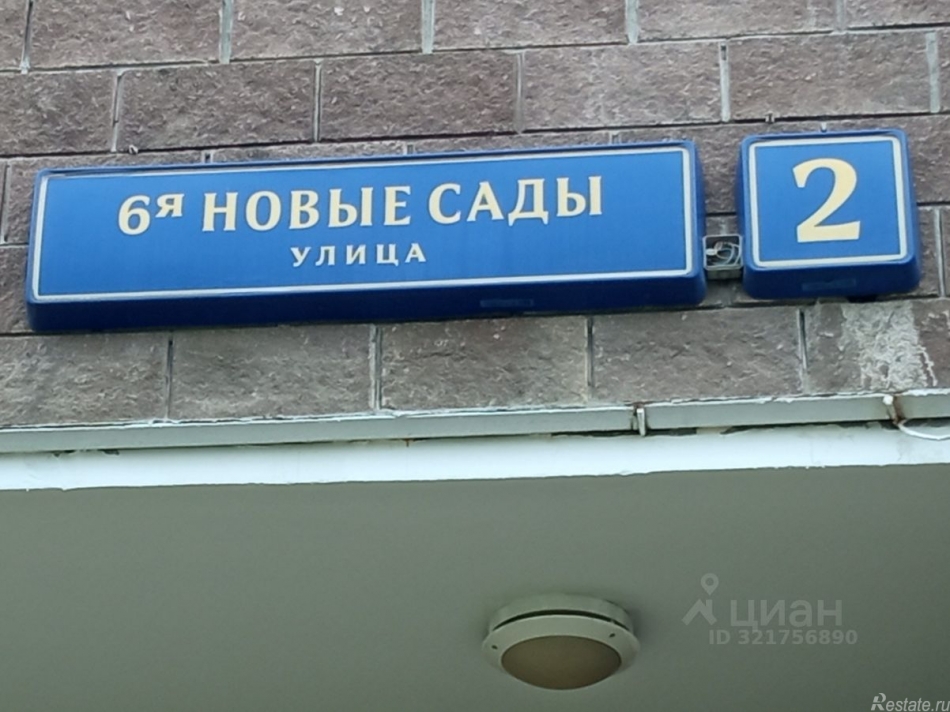 6я НОВЫЕ САДЫ
УЛИЦА
2
циан
ID 321756890
Restate.ru